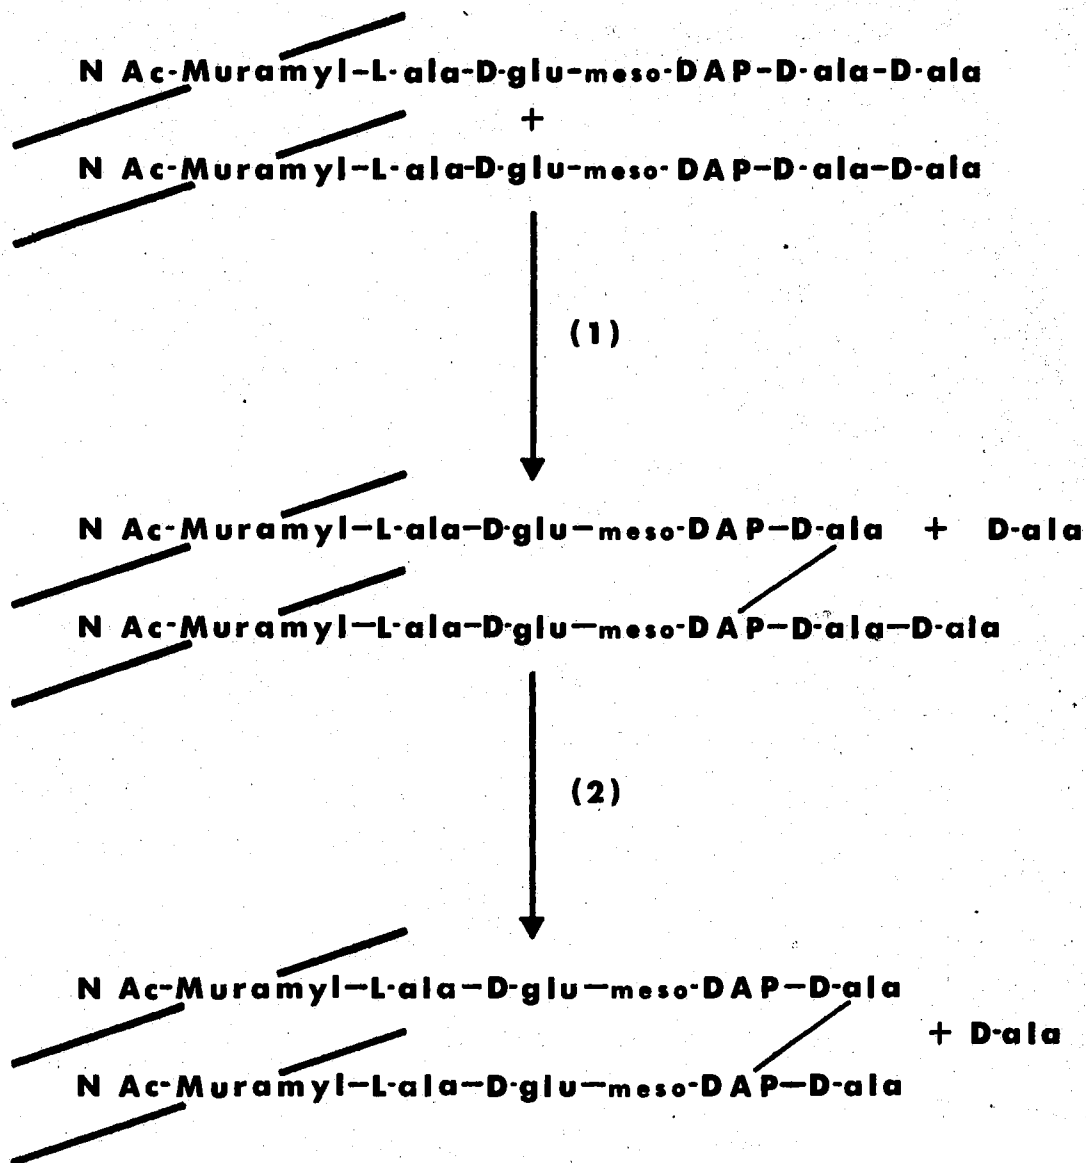 N Ac-Muramyl-L-ala-D-glu-meso-DAP-D-ala-D-ala
+
N Ac-Muramyl-L-ala-D-glu-meso-DAP-D-ala-D-ala
(1)
N Ac-Muramyl-L-ala-D-glu-meso-DAP-D-ala + D-ala
N Ac-Muramyl-L-ala-D-glu-meso-DAP-D-ala-D-ala
(2)
N Ac-Muramyl-L-ala-D-glu-meso-DAP-D-ala
+ D-ala
N Ac-Muramyl-L-ala-D-glu-meso-DAP-D-ala